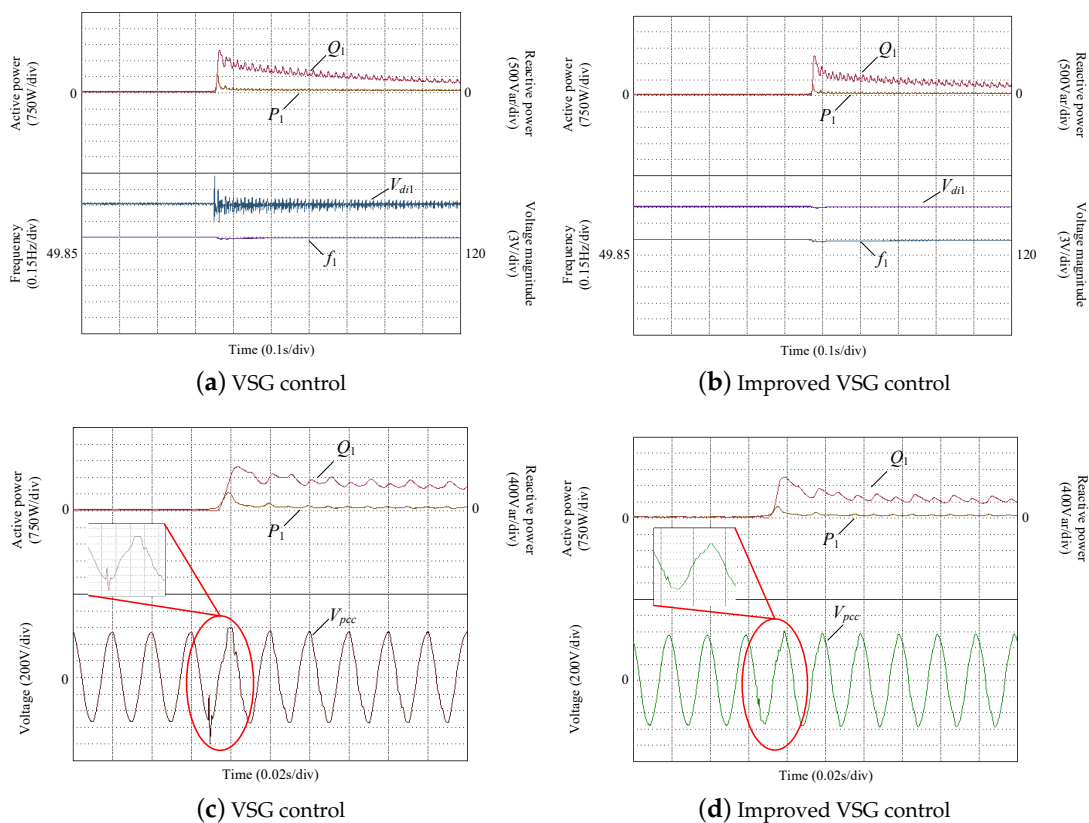 Active power
(750W/div)
0
Q1
P1
0
Reactive power
(500Var/div)
Frequency
(0.15Hz/div)
49.85
Vdi1
f1
120
Voltage magnitude
(3V/div)
Time (0.1s/div)
(a) VSG control
Active power
(750W/div)
0
Q1
P1
0
Reactive power
(500Var/div)
Frequency
(0.15Hz/div)
49.85
Vdi1
f1
120
Voltage magnitude
(3V/div)
Time (0.1s/div)
(b) Improved VSG control
Active power
(750W/div)
0
Q1
P1
0
Reactive power
(400Var/div)
Voltage (200V/div)
0
Vpcc
Time (0.02s/div)
(c) VSG control
Active power
(750W/div)
0
Q1
P1
0
Reactive power
(400Var/div)
Voltage (200V/div)
0
Vpcc
Time (0.02s/div)
(d) Improved VSG control